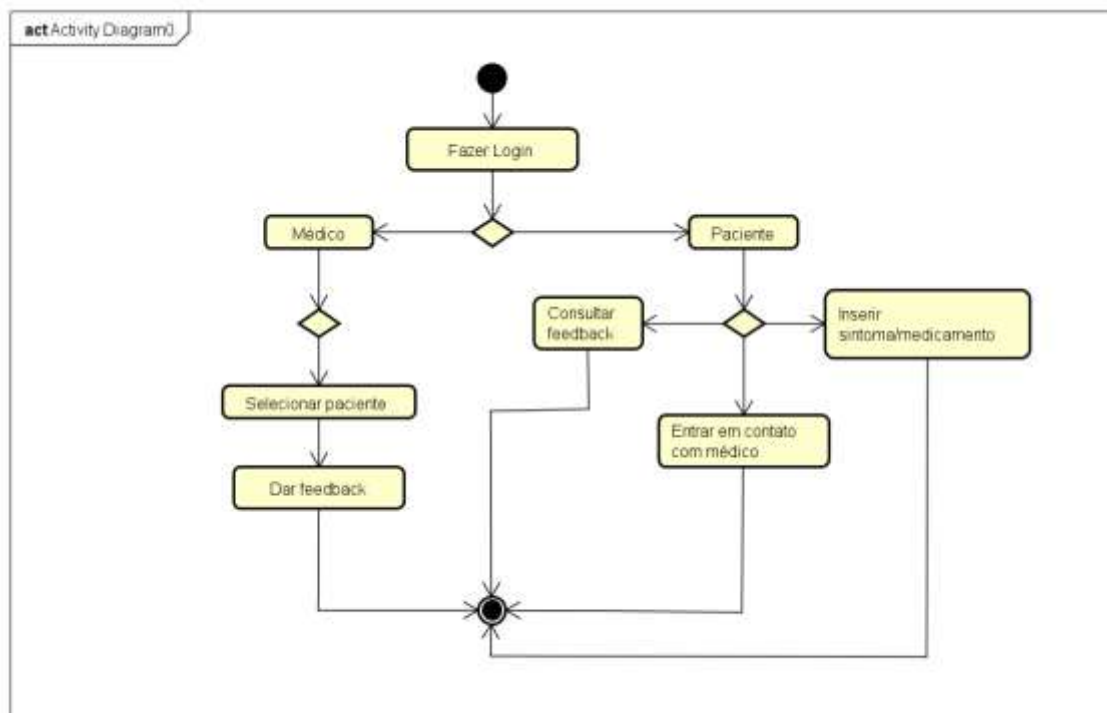 act Activity Diagram0
Fazer Login
Médico
Paciente
Consultar
feedback
Inserir
sintoma/medicamento
Selecionar paciente
Entrar em contato
com médico
Dar feedback